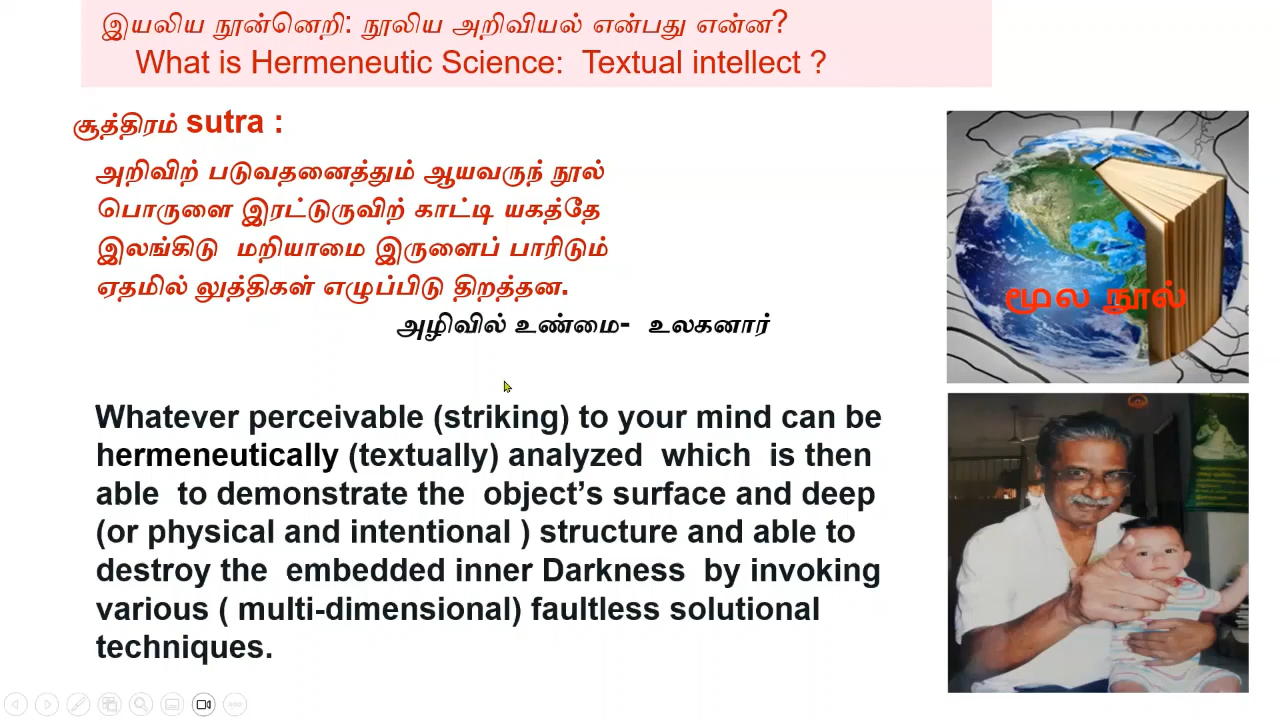 இயலிய நூன்னெறி: நூலிய அறிவியல் என்பது என்ன?
What is Hermeneutic Science: Textual intellect ?
சூத்திரம் sutra :
அறிவிற் படுவதனைத்தும் ஆயவருந் நூல்
பொருளை இரட்டுருவிற் காட்டி யகத்தே
இலங்கிடு மறியாமை இருளைப் பாரிடும்
ஏதமில் லுத்திகள் எழுப்பிடு திறத்தன.
அழிவில் உண்மை- உலகனார்
மூல நூல்
Whatever perceivable (striking) to your mind can be
hermeneutically (textually) analyzed which is then
able to demonstrate the object's surface and deep
(or physical and intentional ) structure and able to
destroy the embedded inner Darkness by invoking
various ( multi-dimensional) faultless solutional
techniques.